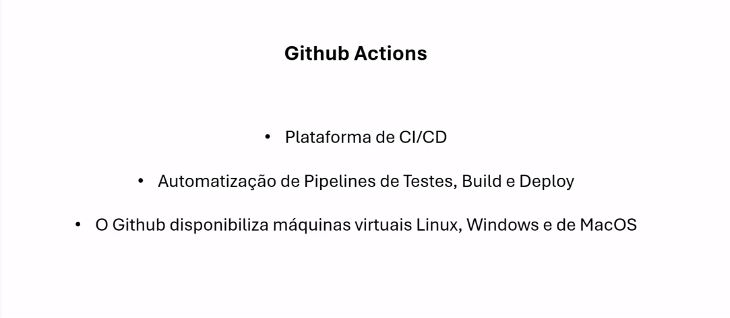 Github Actions
• Plataforma de CI/CD
• Automatização de Pipelines de Testes, Build e Deploy
• O Github disponibiliza máquinas virtuais Linux, Windows e de MacOS